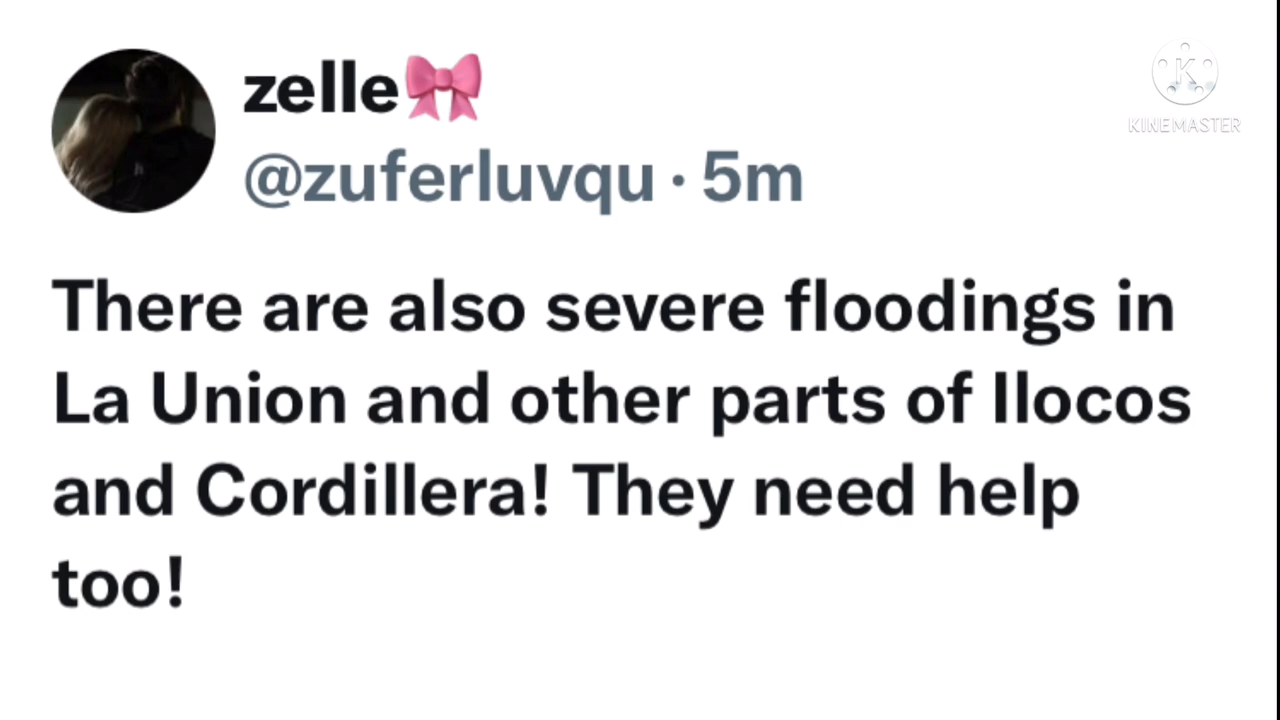 zelle🎀
KINEMASTER
@zuferluvqu · 5m
There are also severe floodings in
La Union and other parts of Ilocos
and Cordillera! They need help
too!